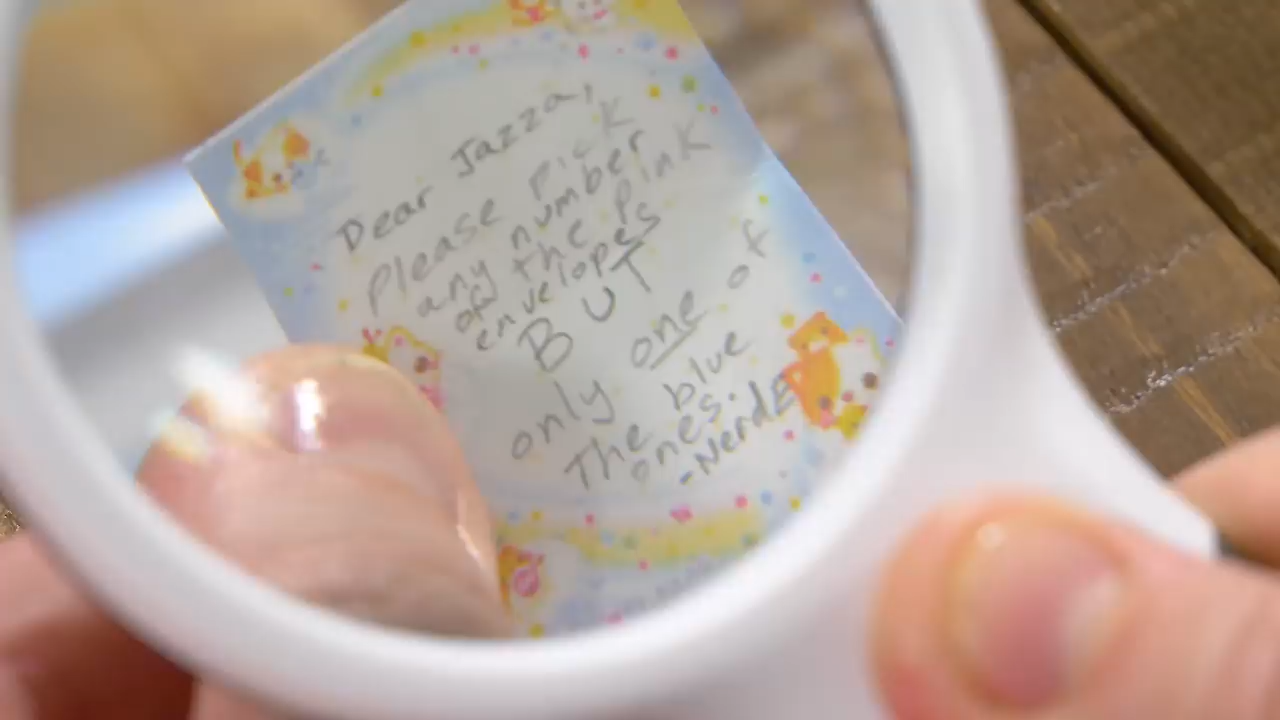 Dear Jazza,
Please pick
any number
of the pink
envelopes
BUT
only one of
The blue
ones.
-NerdE